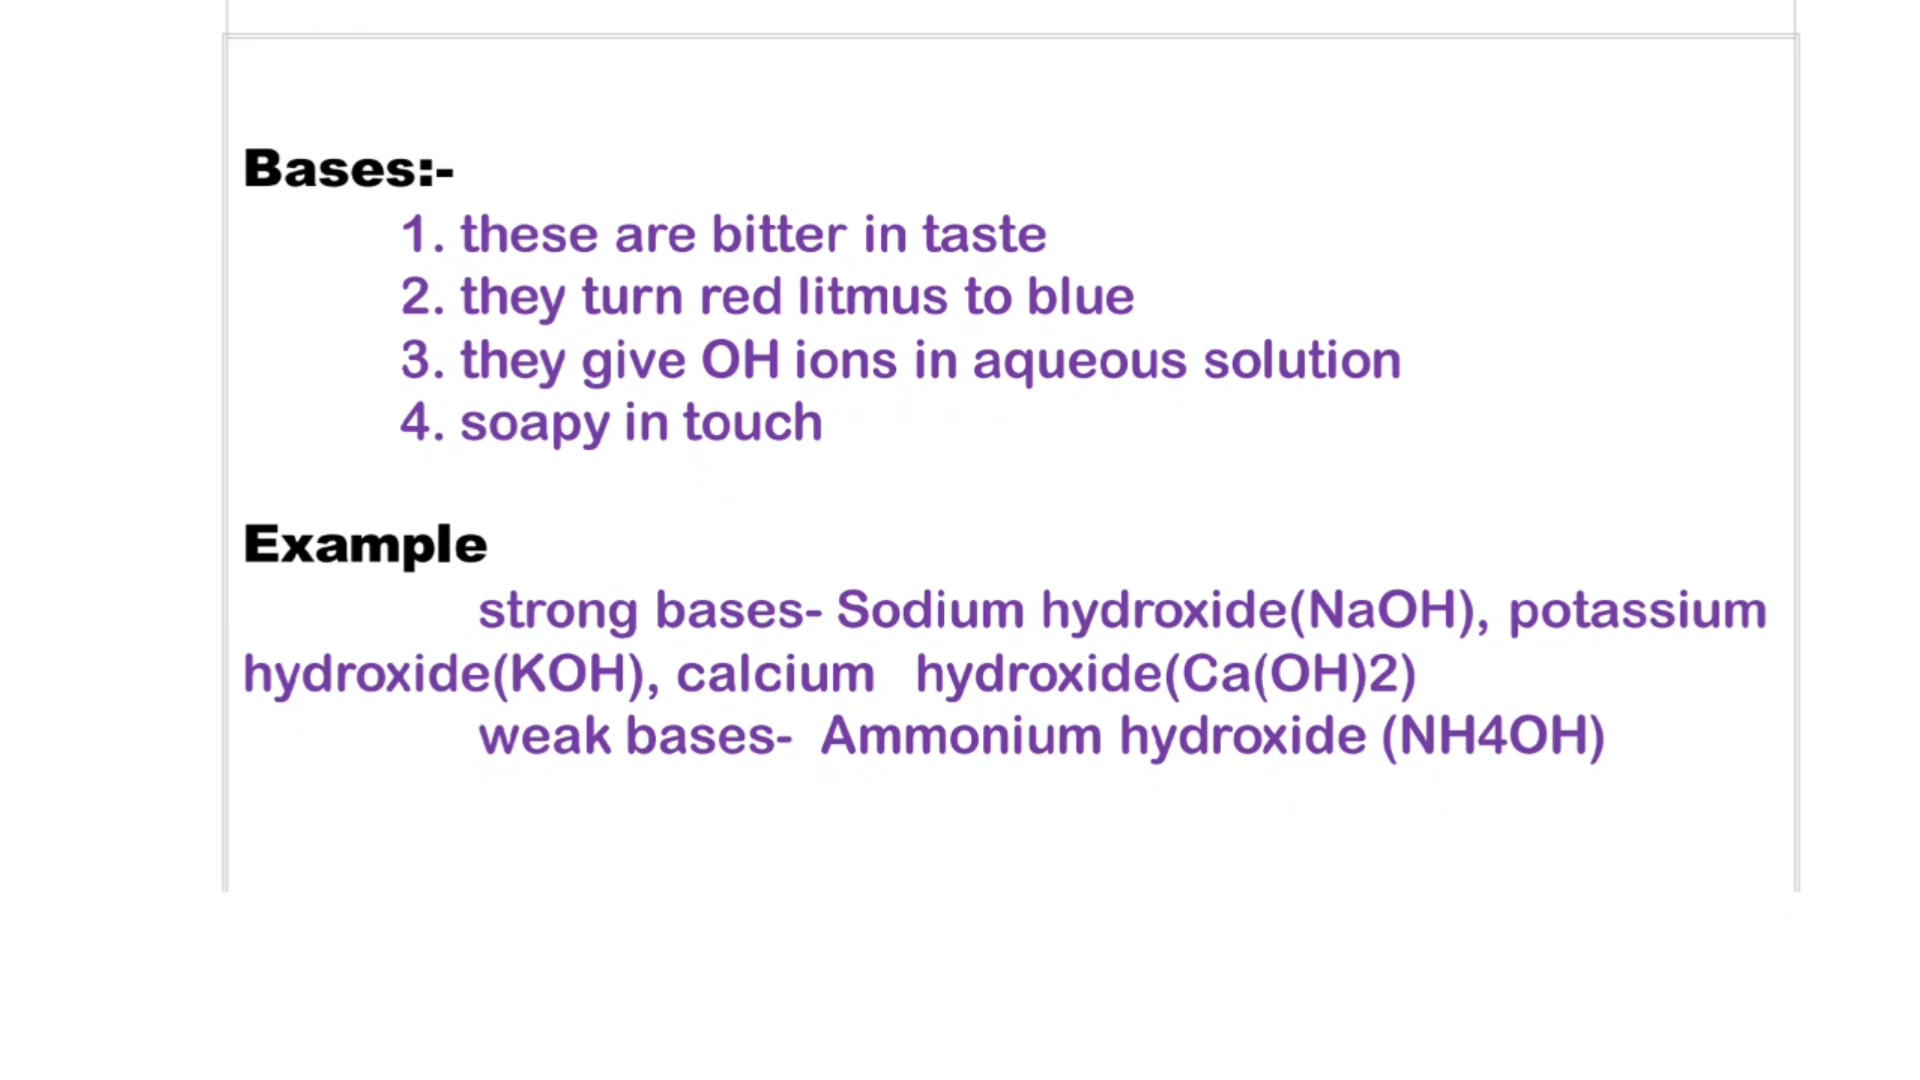 Bases:-
1. these are bitter in taste
2. they turn red litmus to blue
3. they give OH ions in aqueous solution
4. soapy in touch
Example
strong bases- Sodium hydroxide(NaOH), potassium
hydroxide(KOH), calcium hydroxide(Ca(OH)2)
weak bases- Ammonium hydroxide (NH4OH)